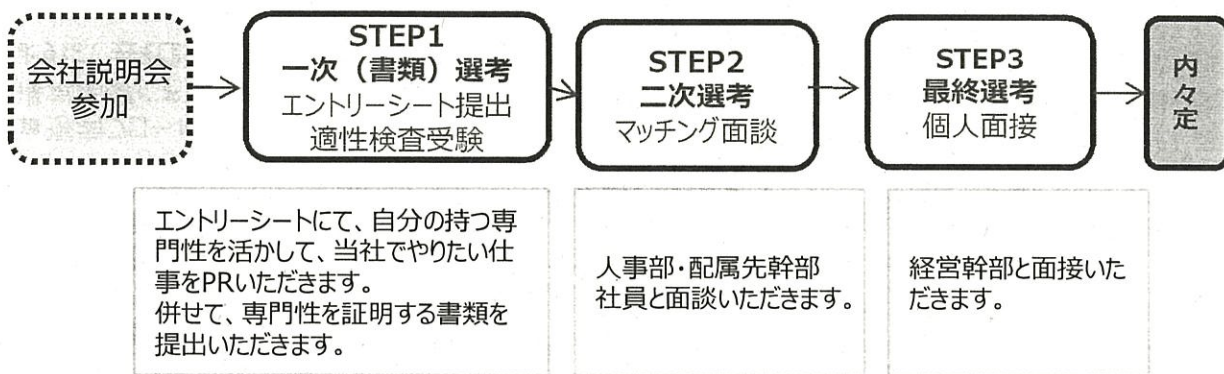 会社説明会
参加
STEP1
一次（書類）選考
エントリーシート提出
適性検査受験
STEP2
二次選考
マッチング面談
STEP3
最終選考
個人面接
内々定
エントリーシートにて、自分の持つ専
門性を活かして、当社でやりたい仕
事をPRいただきます。
併せて、専門性を証明する書類を
提出いただきます。
人事部・配属先幹部
社員と面談いただきます。
経営幹部と面接いた
だきます。